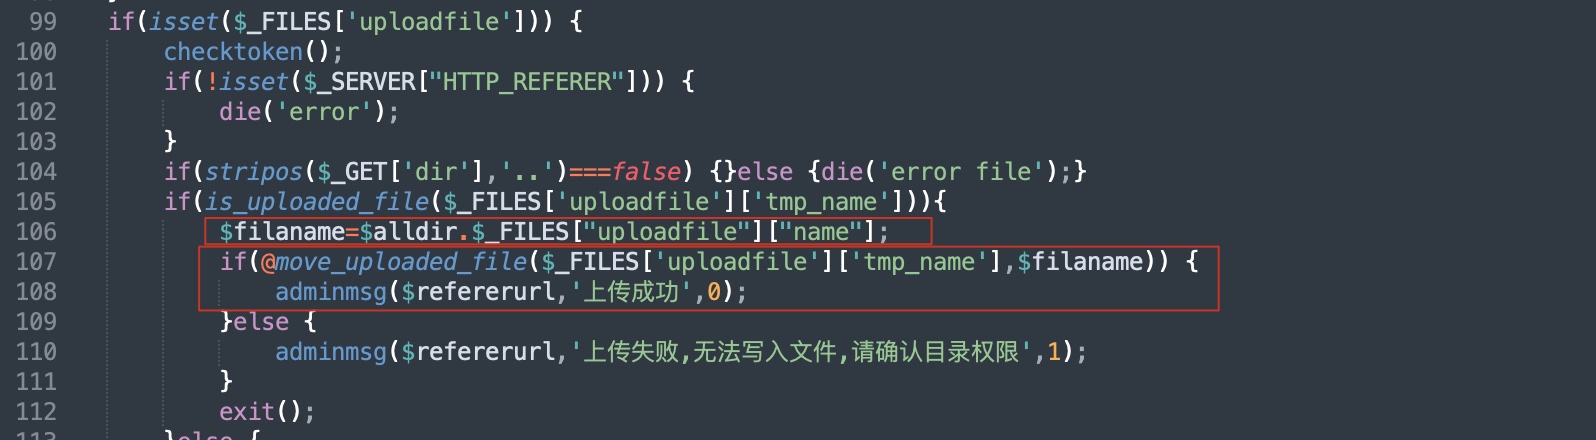 99 if(isset($_FILES['uploadfile'])) {
100 checktoken();
101 if(!isset($_SERVER["HTTP_REFERER"])) {
102 die('error');
103 }
104 if(stripos($_GET['dir'],'..')===false) {}else {die('error file');}
105 if(is_uploaded_file($_FILES['uploadfile']['tmp_name'])){
106 $filaname=$alldir.$_FILES["uploadfile"]["name"];
107 if(@move_uploaded_file($_FILES['uploadfile']['tmp_name'],$filaname)) {
108 adminmsg($refererurl,'上传成功',0);
109 }else {
110 adminmsg($refererurl,'上传失败,无法写入文件,请确认目录权限',1);
111 }
112 exit();
113 }else {